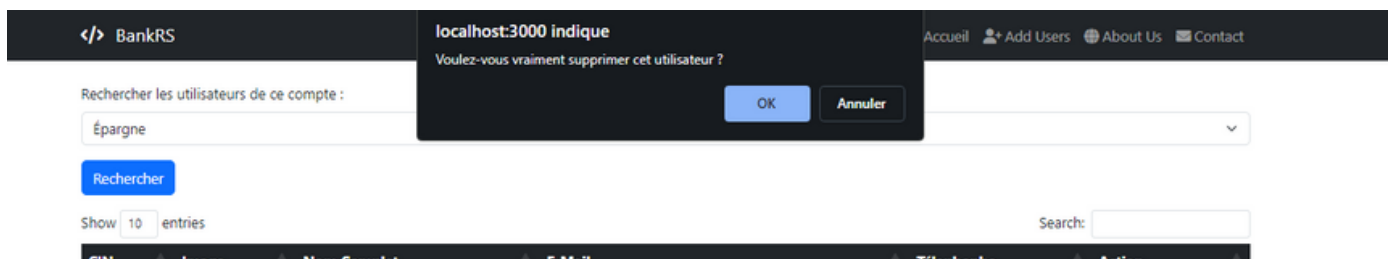 </> BankRS
localhost:3000 indique
Voulez-vous vraiment supprimer cet utilisateur ?
OK Annuler
Accueil Add Users About Us Contact
Rechercher les utilisateurs de ce compte :
Épargne
Rechercher
Show 10 entries
Search: